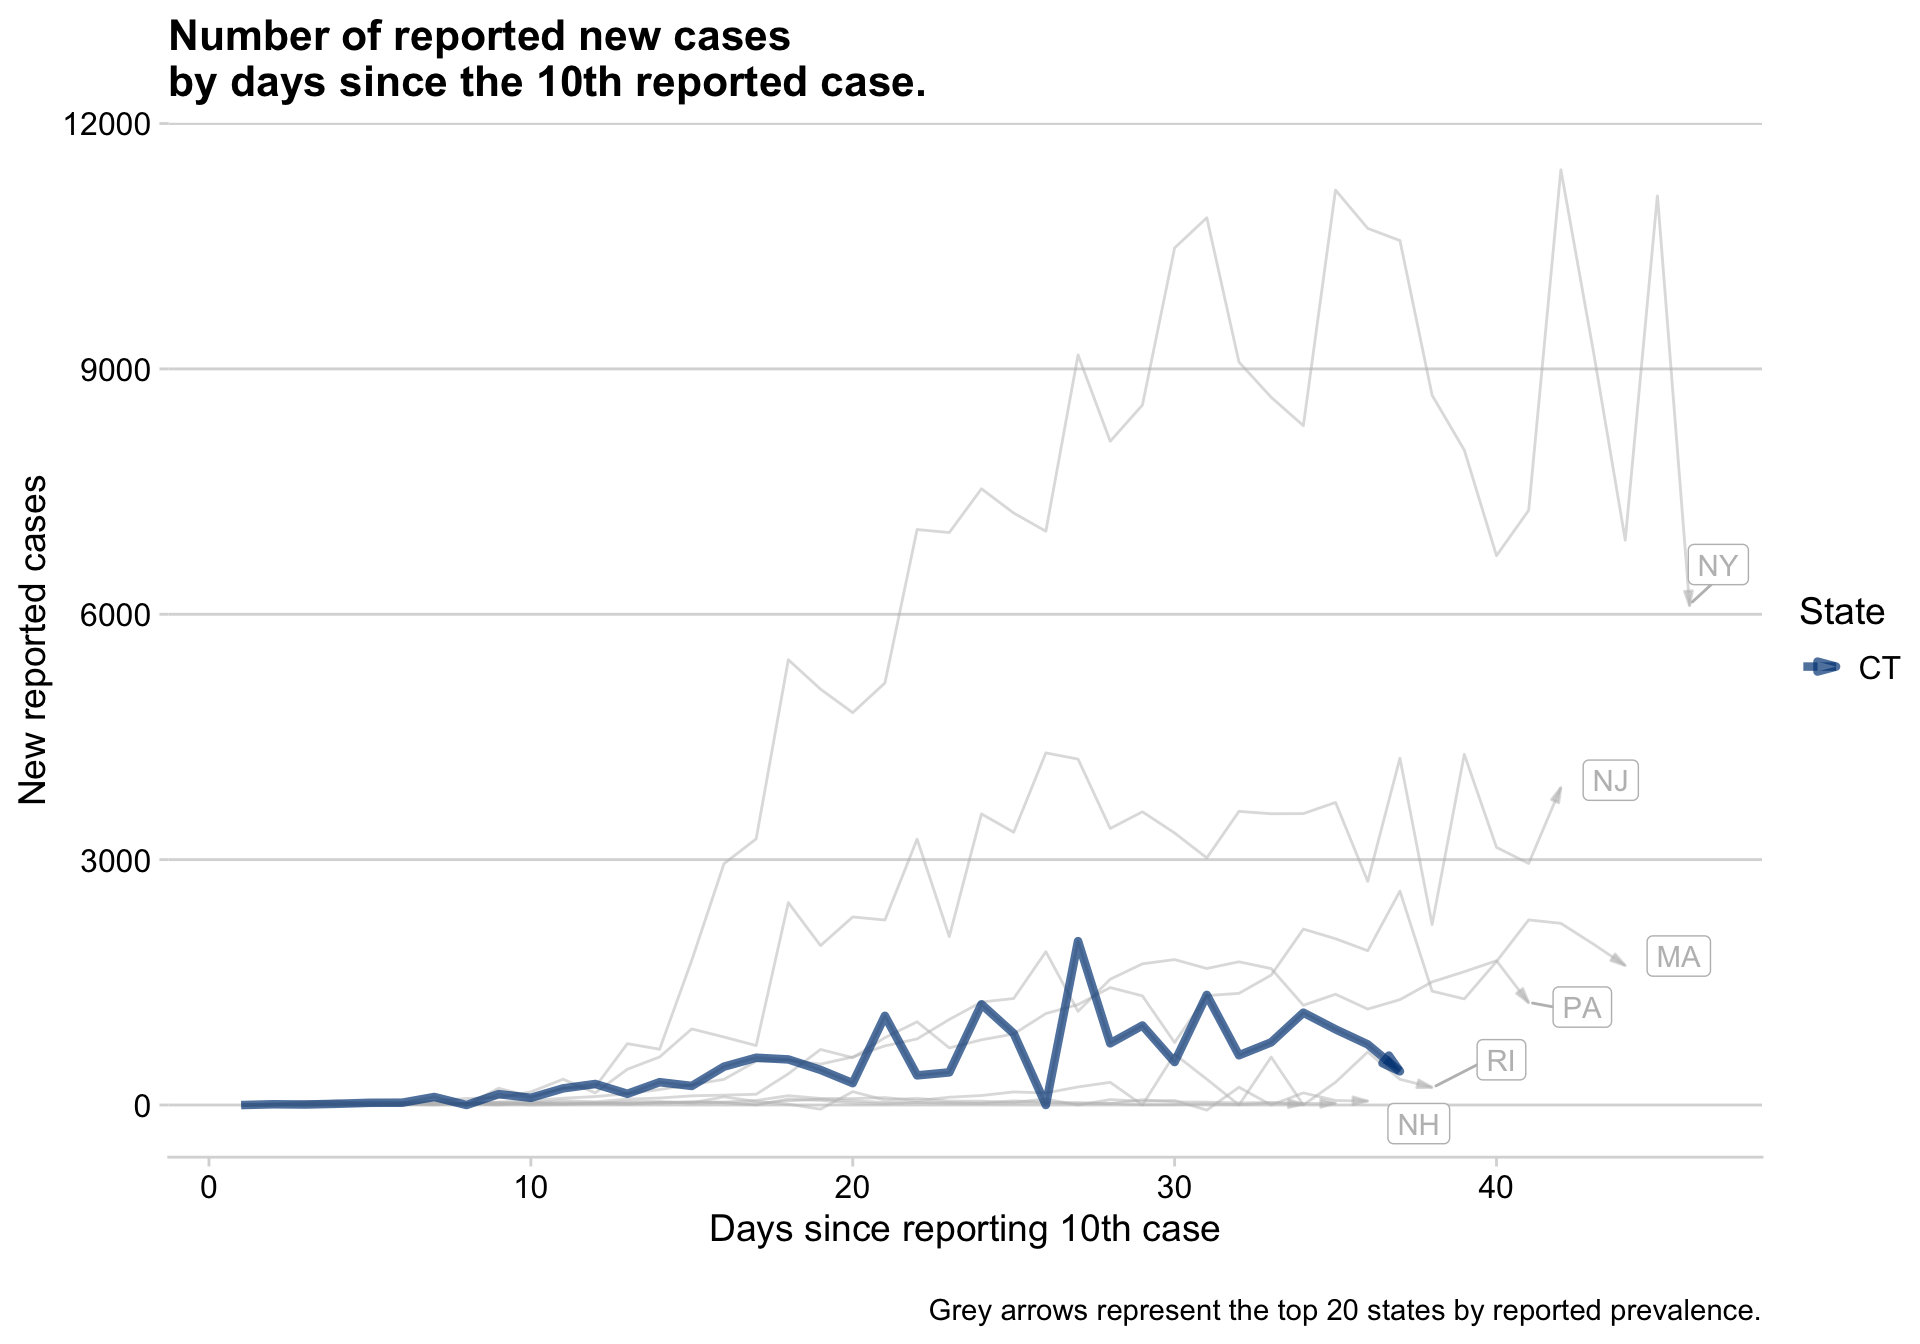 Number of reported new cases
by days since the 10th reported case.
12000
9000
6000
3000
0
New reported cases
NY
NJ
MA
PA
RI
NH
State
CT
0 10 20 30 40
Days since reporting 10th case
Grey arrows represent the top 20 states by reported prevalence.